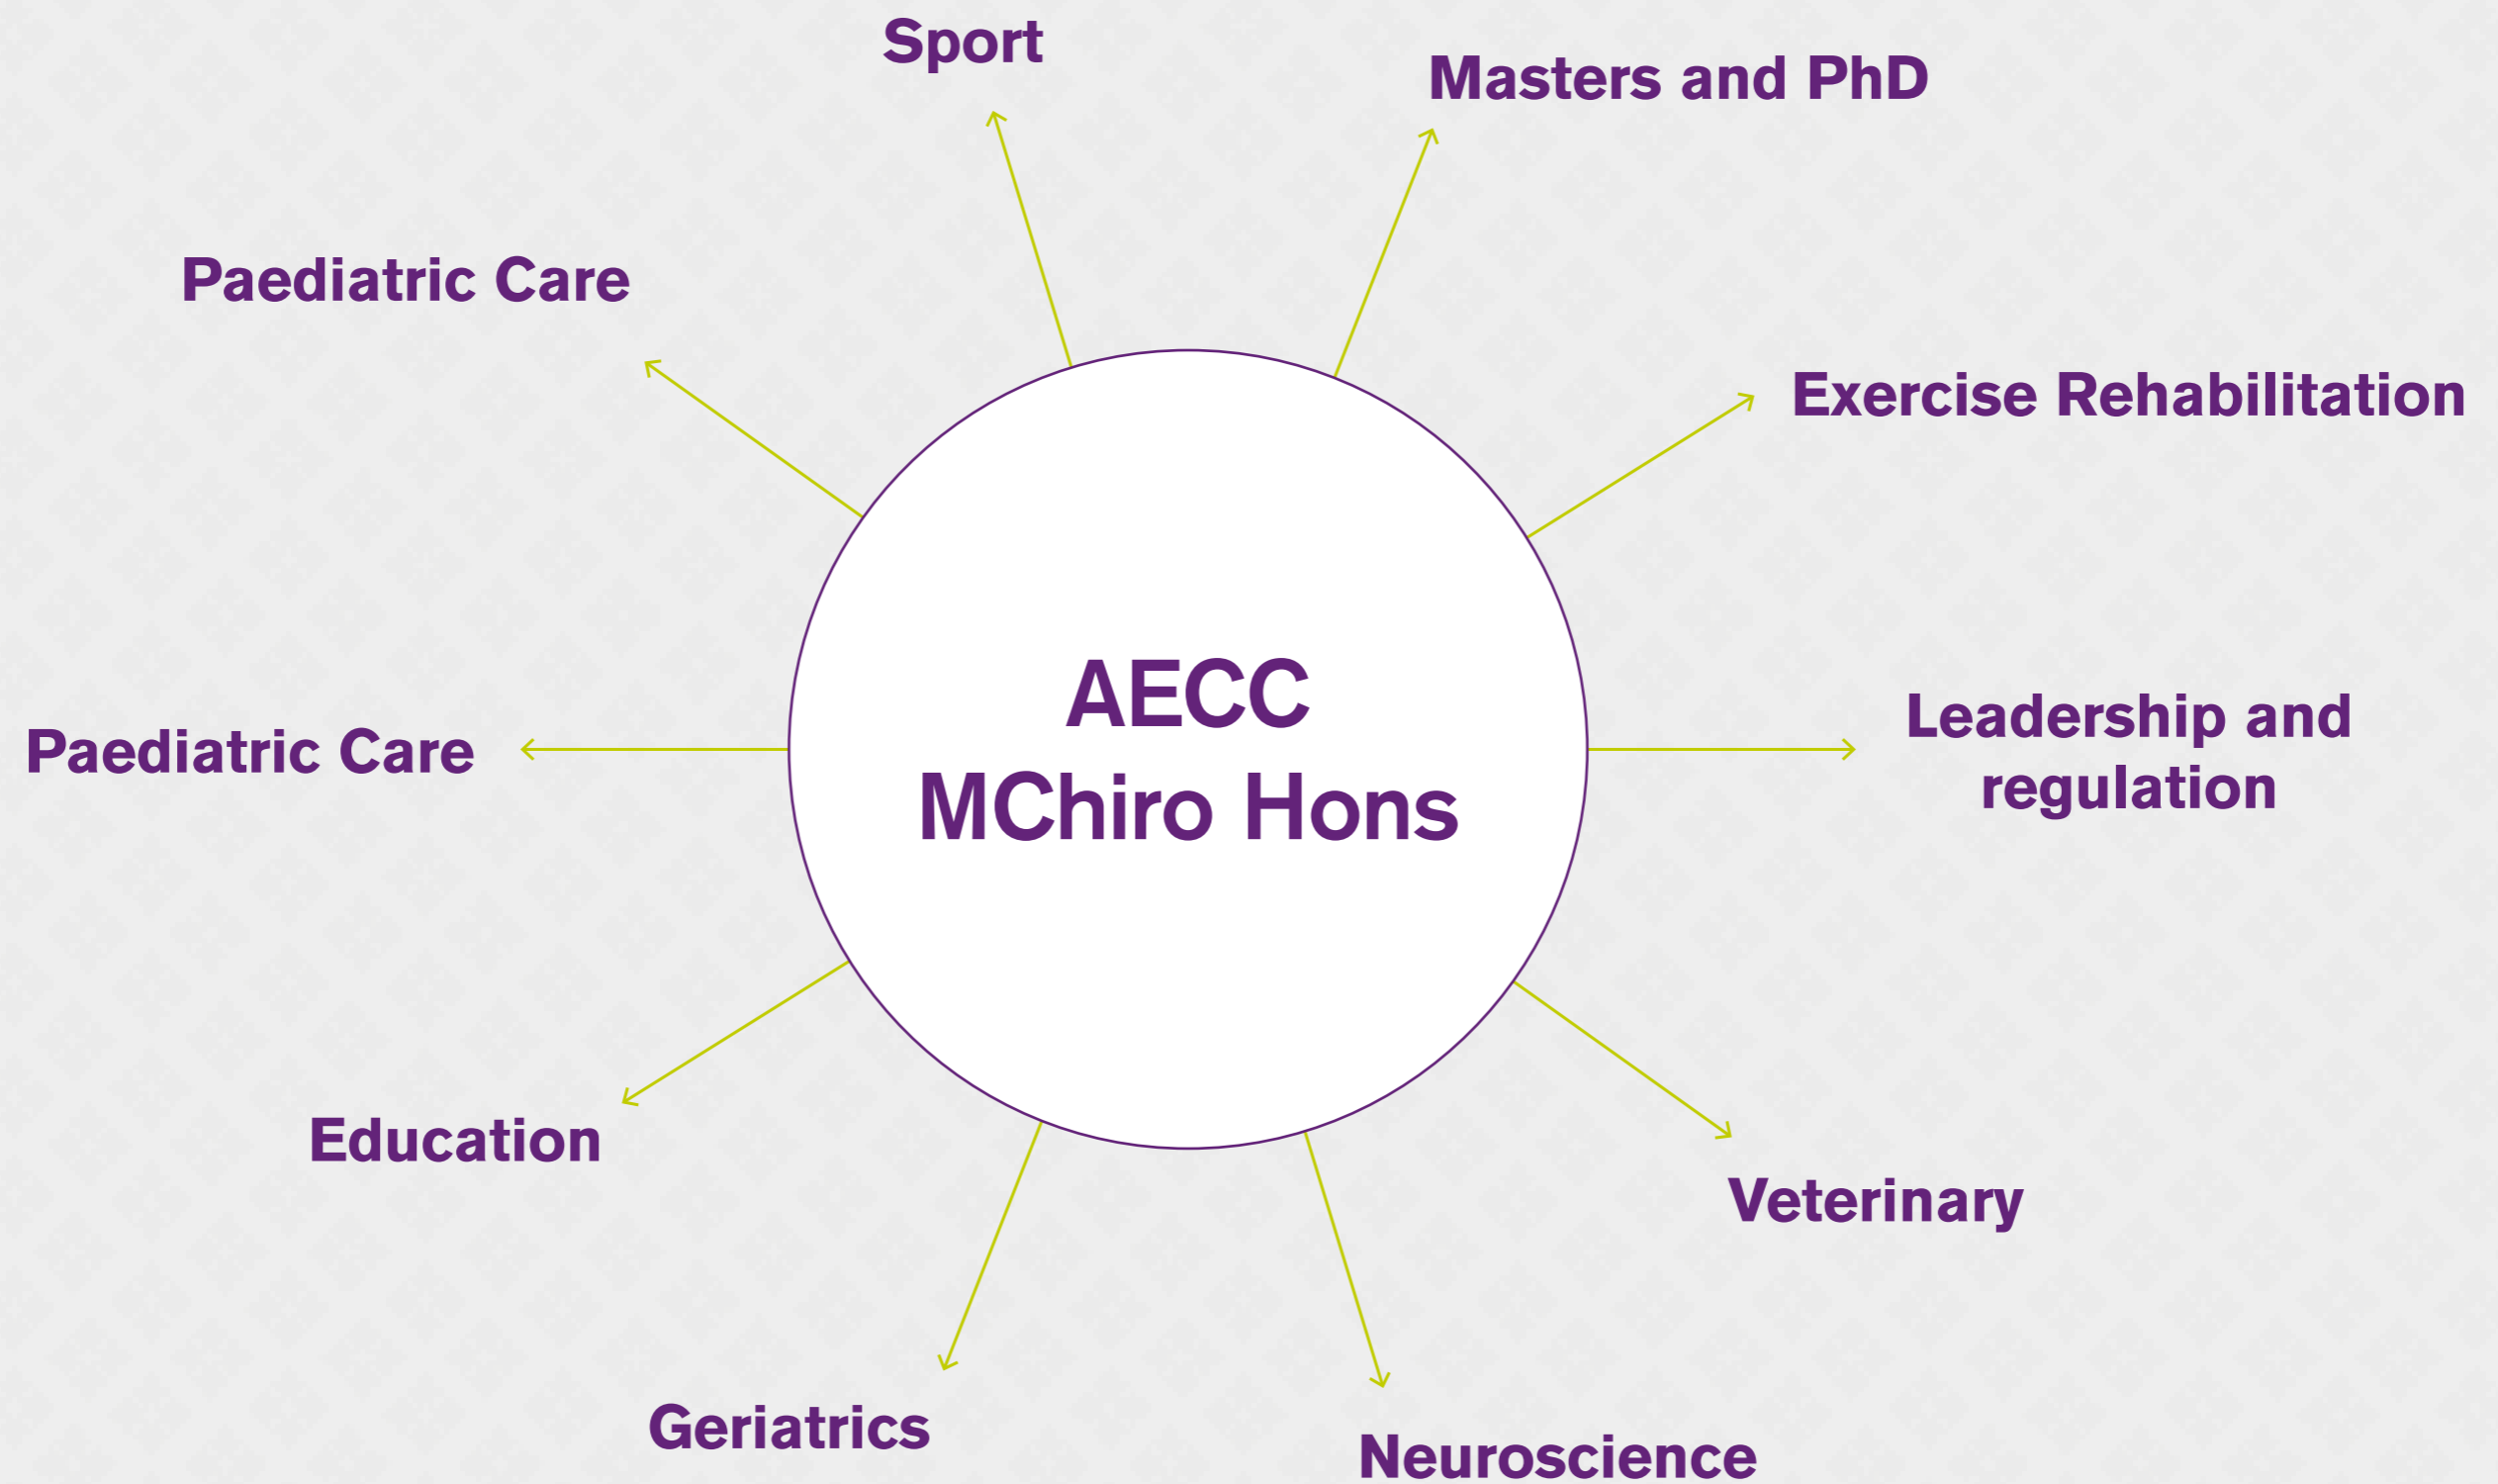 Sport
Masters and PhD
Paediatric Care
Exercise Rehabilitation
AECC
MChiro Hons
Leadership and
regulation
Paediatric Care
Education
Veterinary
Geriatrics
Neuroscience